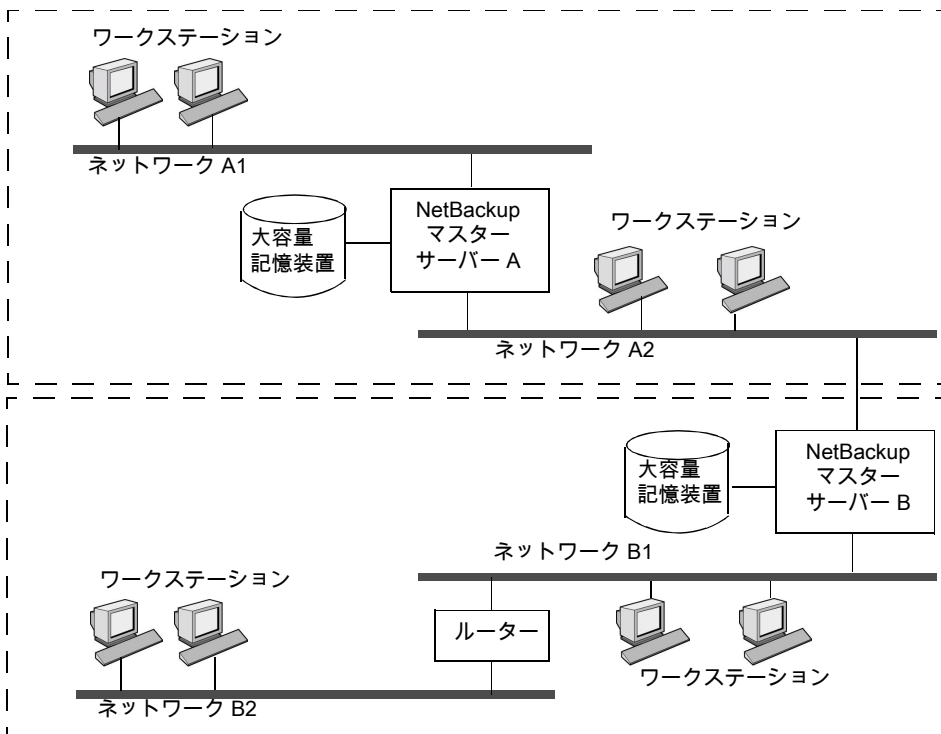 ワークステーション
ネットワーク A1
NetBackup
マスター
サーバー A
大容量
記憶装置
ワークステーション
ネットワーク A2
NetBackup
マスター
サーバー B
大容量
記憶装置
ネットワーク B1
ワークステーション
ルーター
ワークステーション
ネットワーク B2